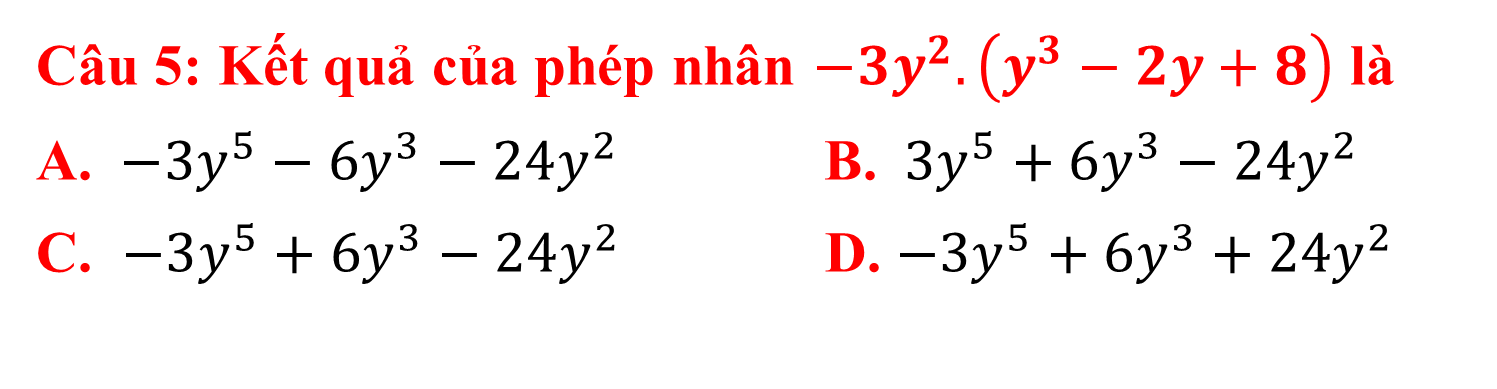 Câu 5: Kết quả của phép nhân −3y². (y³ − 2y + 8) là
A. −3y⁵ − 6y³ − 24y² B. 3y⁵ + 6y³ − 24y²
C. −3y⁵ + 6y³ − 24y² D. −3y⁵ + 6y³ + 24y²